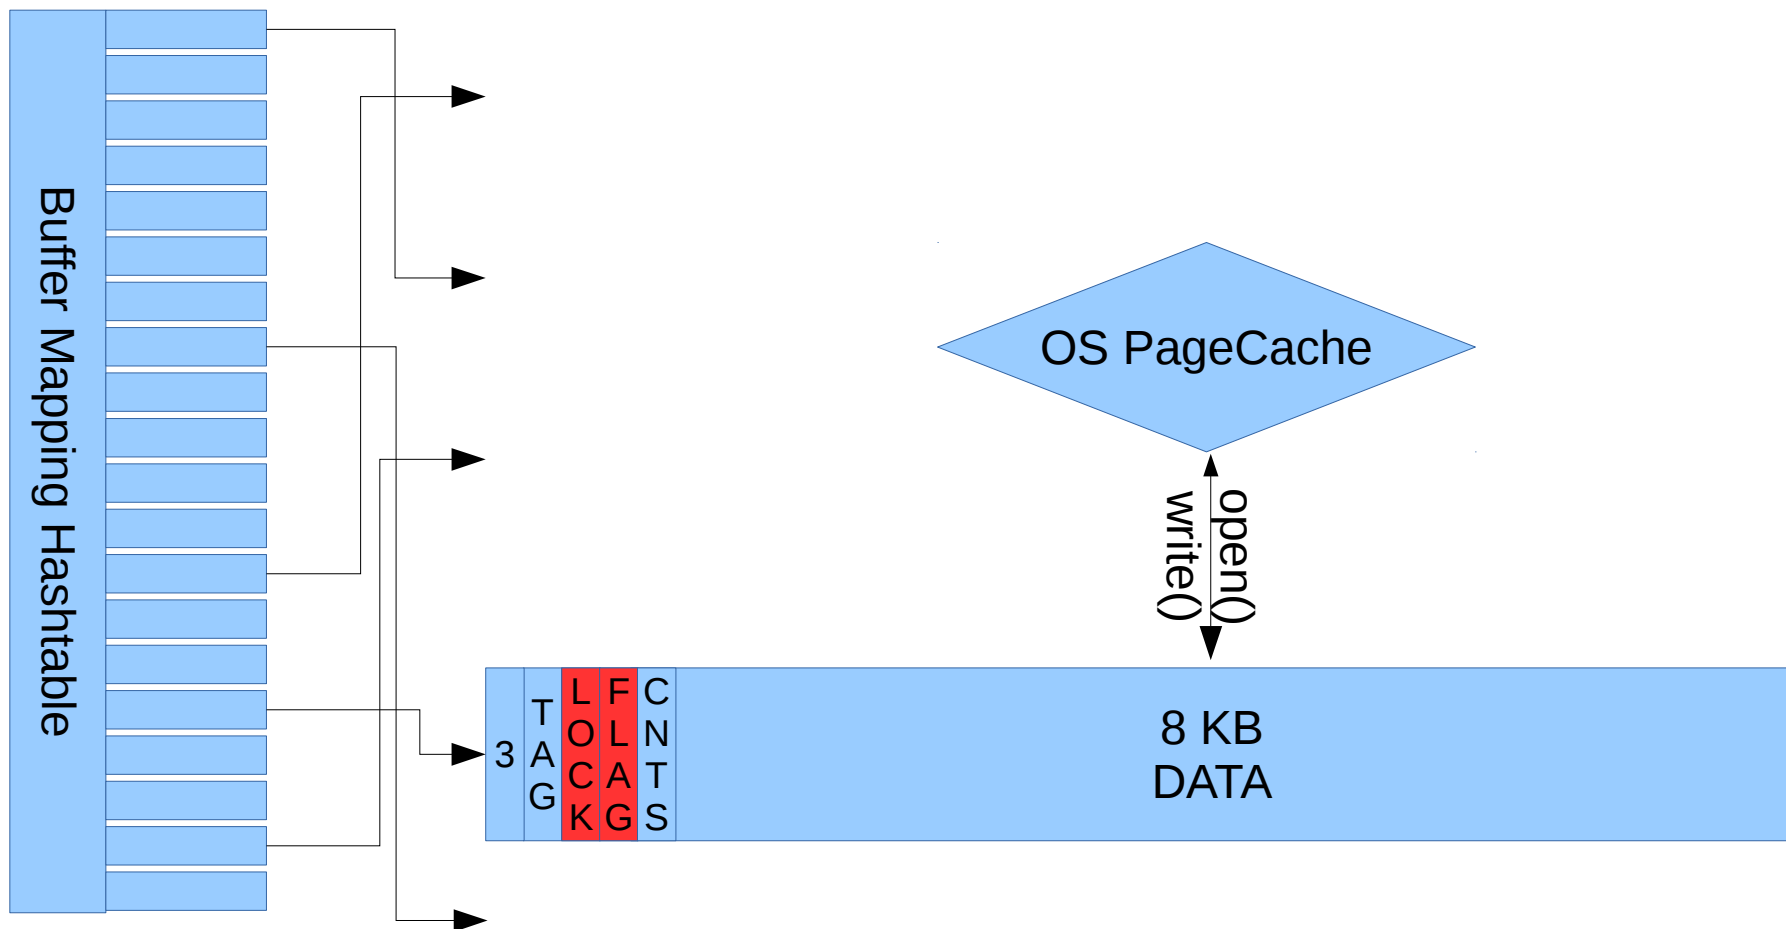 Buffer Mapping Hashtable
OS PageCache
open()
write()
3
TAG
LOCK
FLAG
CNTS
8 KB
DATA